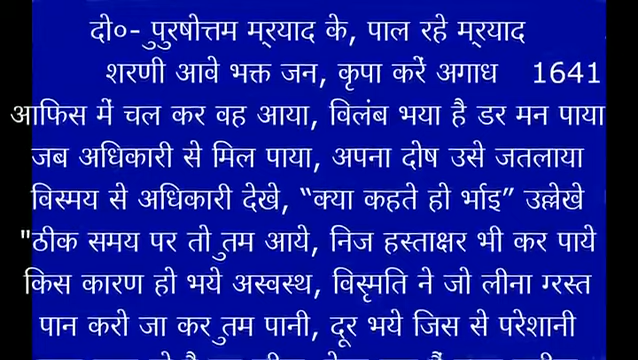 दो०- पुरषोत्तम मर्याद के, पाल रहे मर्याद
शरणी आवे भक्त जन, कृपा करें अगाध 1641
आफिस में चल कर वह आया, विलंब भया है डर मन पाया
जब अधिकारी से मिल पाया, अपना दोष उसे जतलाया
विस्मय से अधिकारी देखे, “क्या कहते हो भाई” उल्लेखे
"ठीक समय पर तो तुम आये, निज हस्ताक्षर भी कर पाये
किस कारण हो भये अस्वस्थ, विस्मृति ने जो लीना ग्रस्त
पान करो जा कर तुम पानी, दूर भये जिस से परेशानी